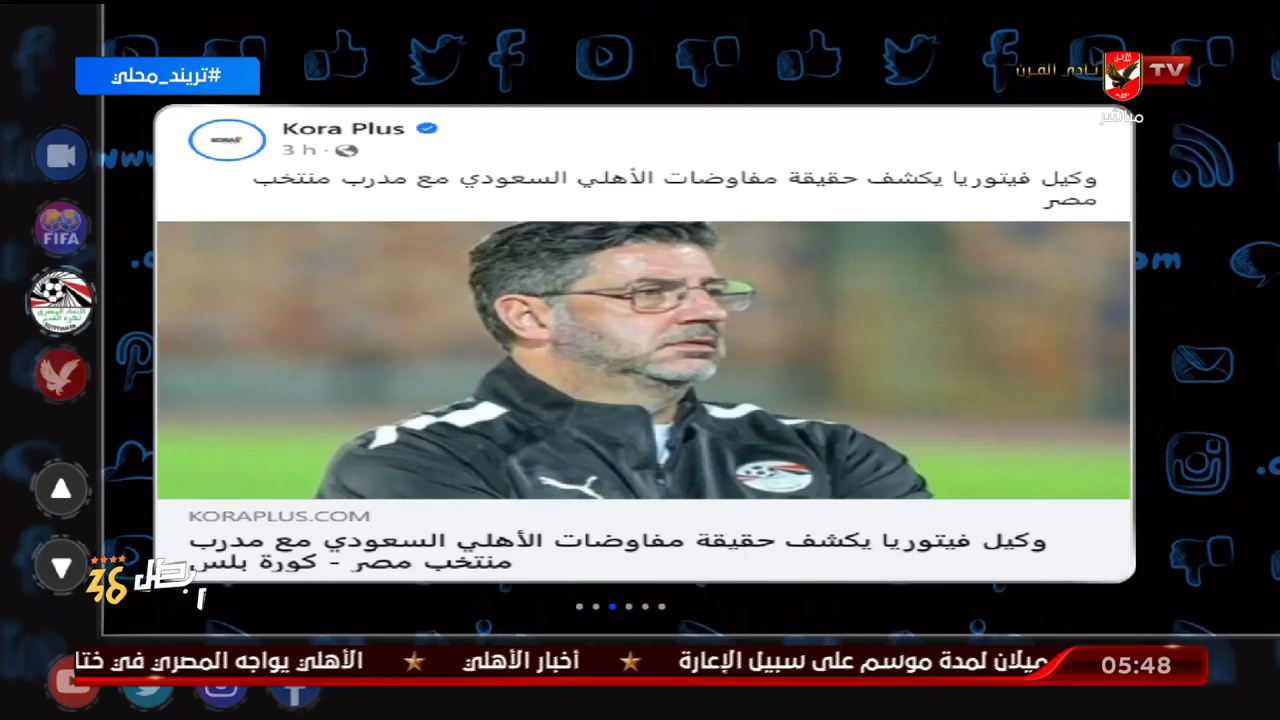 #تريند_محلي
نادي القرن
TV
مباشر
Kora Plus
3 h
وكيل فيتوريا يكشف حقيقة مفاوضات الأهلي السعودي مع مدرب منتخب
مصر
FIFA
KORAPLUS.COM
وكيل فيتوريا يكشف حقيقة مفاوضات الأهلي السعودي مع مدرب
منتخب مصر - كورة بلس
ميلان لمدة موسم على سبيل الإعارة ★ أخبار الأهلي ★ الأهلي يواجه المصري في
05:48